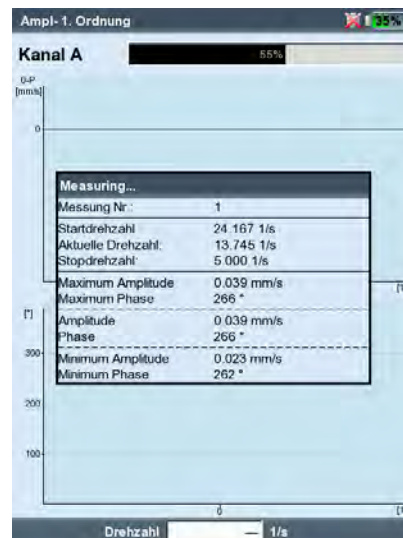 Ampl- 1. Ordnung 35%
Kanal A 55%
0-P
[mm/s]
0
Measuring...
Messung Nr.: 1
Startdrehzahl 24.167 1/s
Aktuelle Drehzahl: 13.745 1/s
Stopdrehzahl: 5.000 1/s
Maximum Amplitude 0.039 mm/s
Maximum Phase 266 °
Amplitude 0.039 mm/s
Phase 266 °
Minimum Amplitude 0.023 mm/s
Minimum Phase 262 °
[°]
300
200
100
0
Drehzahl --- 1/s